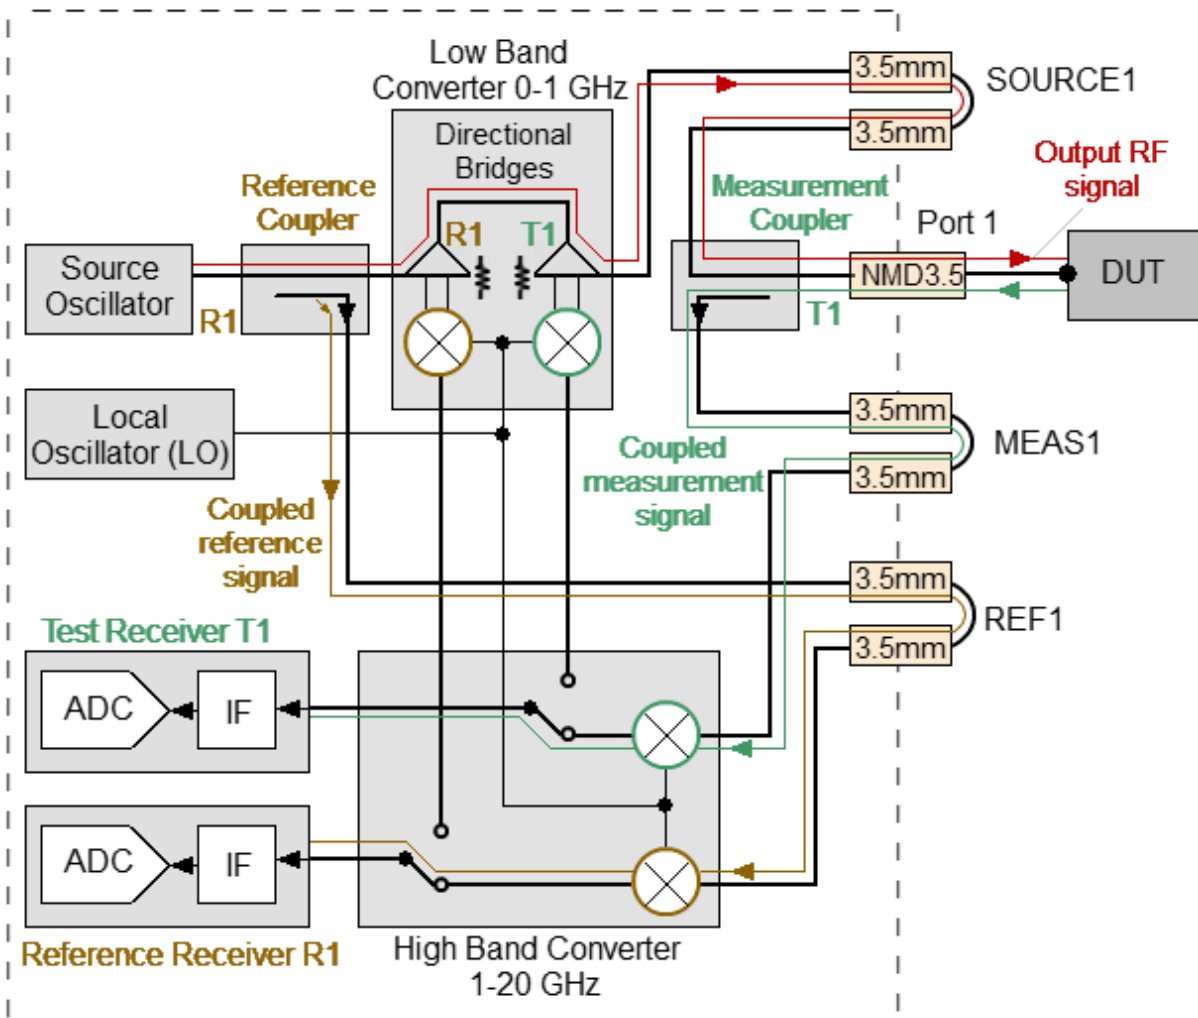 Low Band
Converter 0-1 GHz
Directional
Bridges
3.5mm
SOURCE1
3.5mm
Output RF
signal
Reference
Coupler
Measurement
Coupler
Port 1
R1
T1
Source
Oscillator
R1
NMD3.5
DUT
T1
Local
Oscillator (LO)
3.5mm
MEAS1
3.5mm
Coupled
measurement
signal
Coupled
reference
signal
3.5mm
REF1
3.5mm
Test Receiver T1
ADC
IF
ADC
IF
Reference Receiver R1
High Band Converter
1-20 GHz